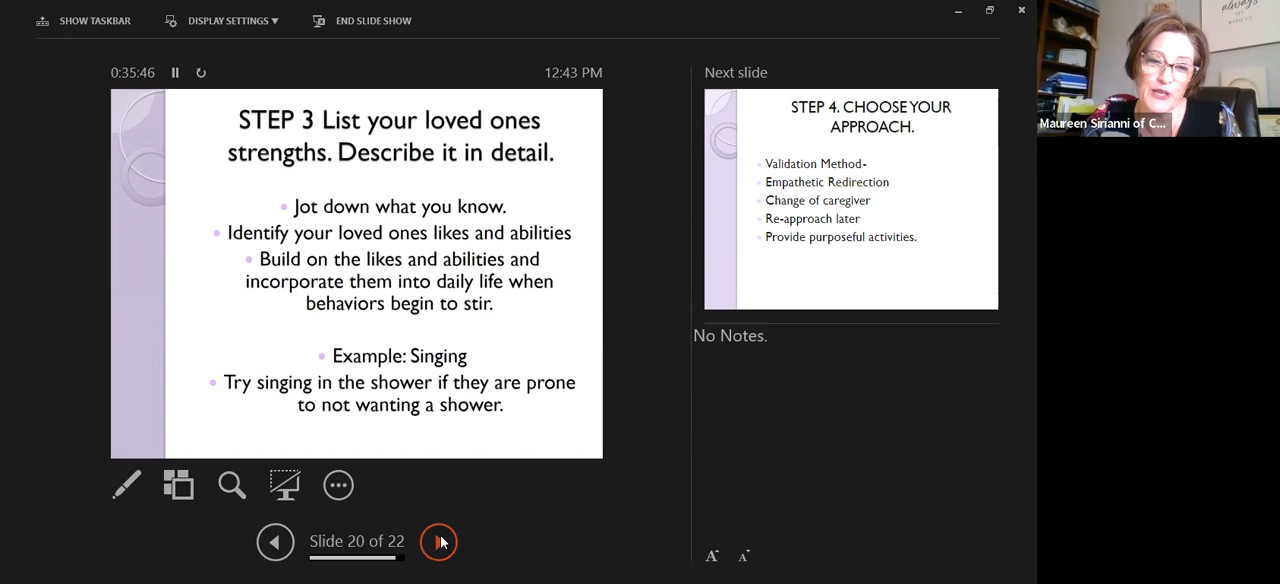 SHOW TASKBAR
DISPLAY SETTINGS ▼
END SLIDE SHOW
0:35:46
12:43 PM
STEP 3 List your loved ones
strengths. Describe it in detail.
• Jot down what you know.
• Identify your loved ones likes and abilities
• Build on the likes and abilities and
incorporate them into daily life when
behaviors begin to stir.
• Example: Singing
• Try singing in the shower if they are prone
to not wanting a shower.
Slide 20 of 22
Next slide
STEP 4. CHOOSE YOUR
APPROACH.
• Validation Method-
• Empathetic Redirection
• Change of caregiver
• Re-approach later
• Provide purposeful activities.
No Notes.
A A
always
Maureen Sirianni of C...